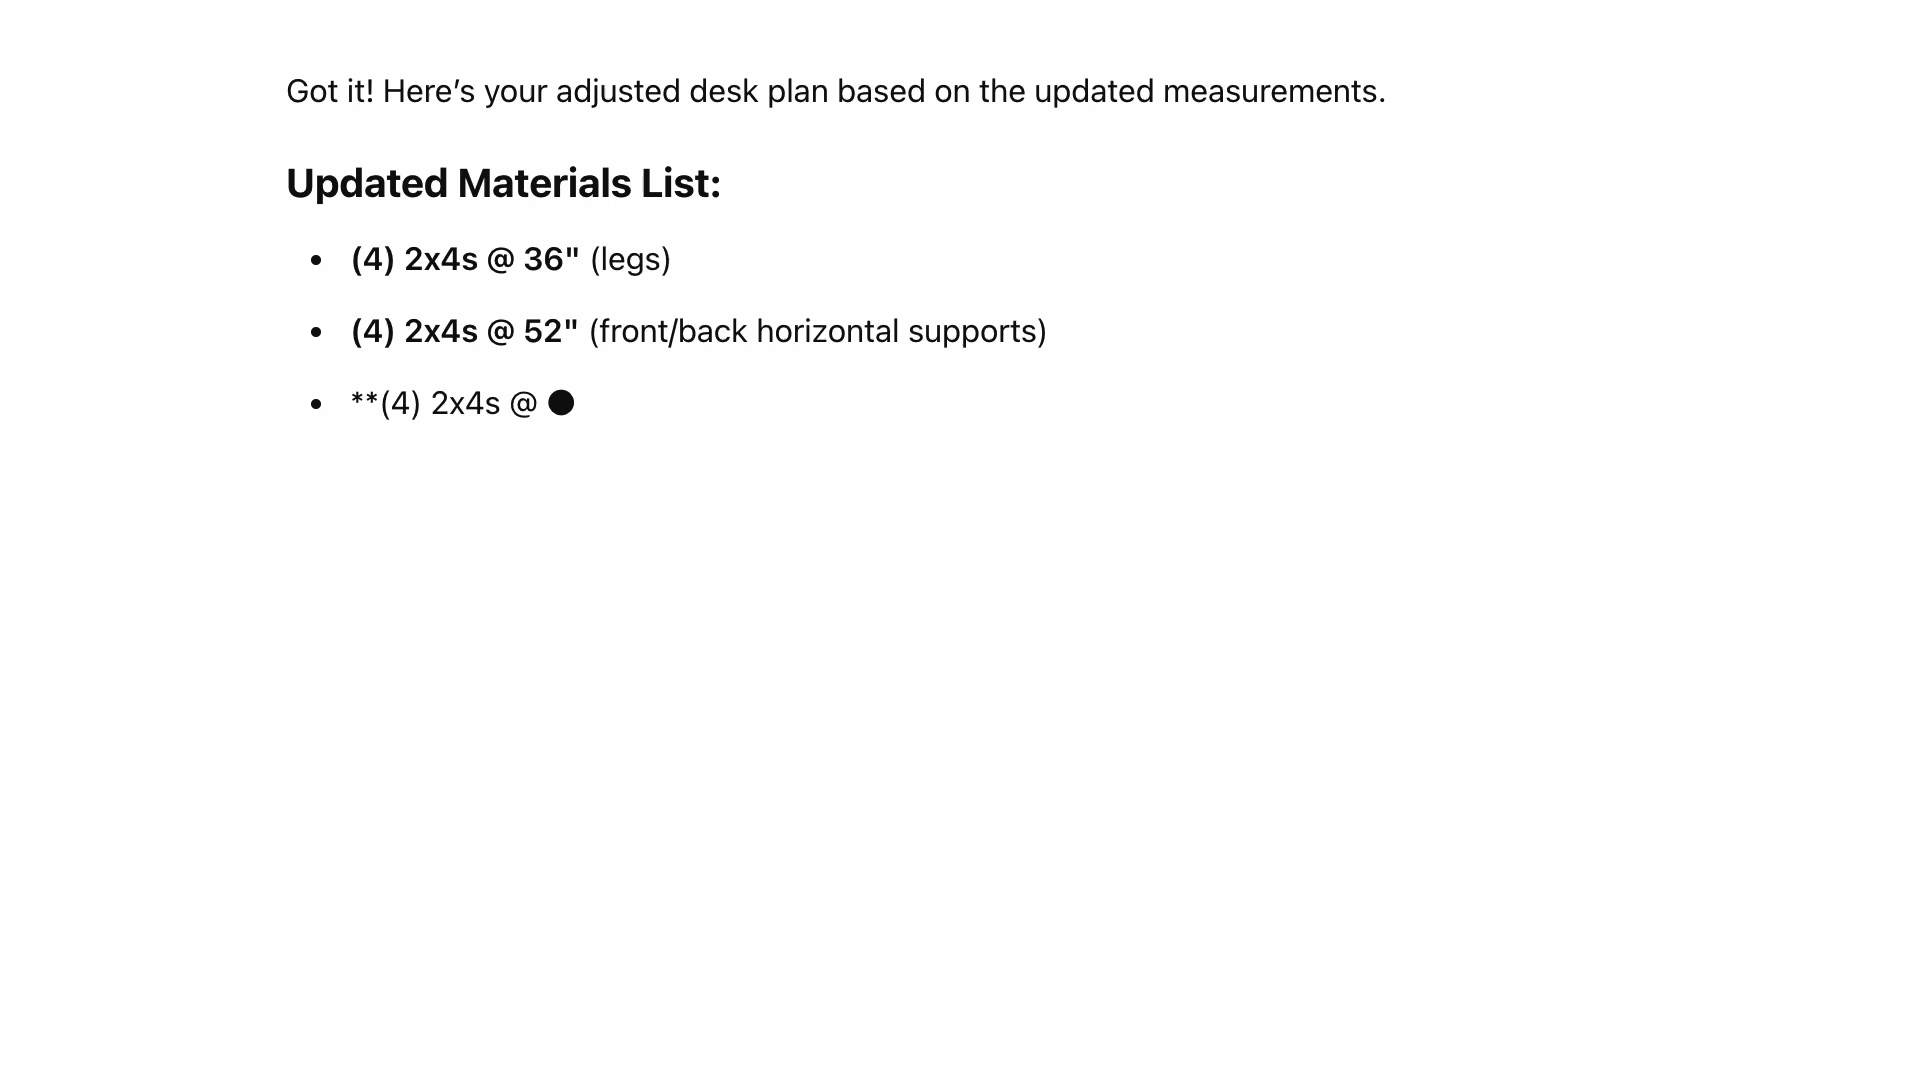 Got it! Here’s your adjusted desk plan based on the updated measurements.
Updated Materials List:
• (4) 2x4s @ 36" (legs)
• (4) 2x4s @ 52" (front/back horizontal supports)
• **(4) 2x4s @